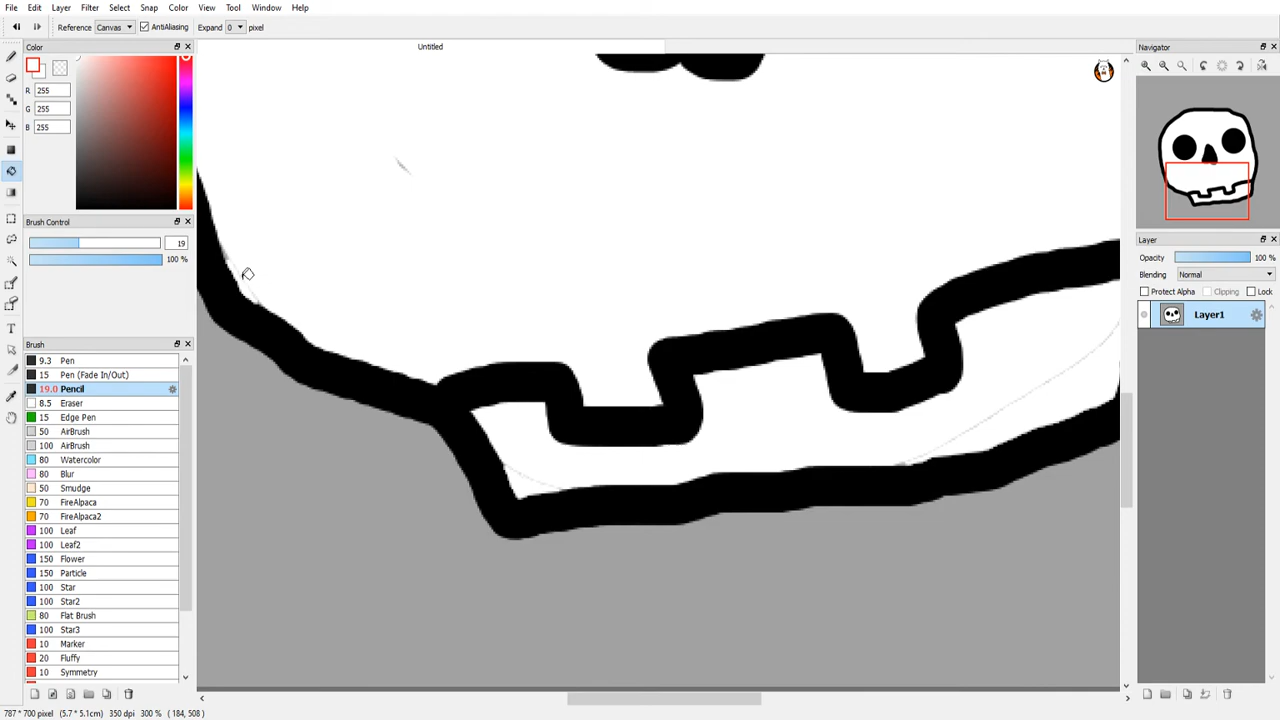 File Edit Layer Filter Select Snap Color View Tool Window Help
Reference Canvas AntiAliasing Expand 0 pixel
Color
Untitled
Navigator
R 255
G 255
B 255
Brush Control
19
100 %
Layer
Opacity 100 %
Blending Normal
Protect Alpha Clipping Lock
Layer1
Brush
9.3 Pen
15 Pen (Fade In/Out)
19.0 Pencil
8.5 Eraser
15 Edge Pen
50 AirBrush
100 AirBrush
80 Watercolor
80 Blur
50 Smudge
70 FireAlpaca
70 FireAlpaca2
100 Leaf
100 Leaf2
150 Flower
150 Particle
100 Star
100 Star2
80 Flat Brush
100 Star3
10 Marker
20 Fluffy
10 Symmetry
787 * 700 pixel (5.7 * 5.1cm) 350 dpi 300 % ( 184, 508 )